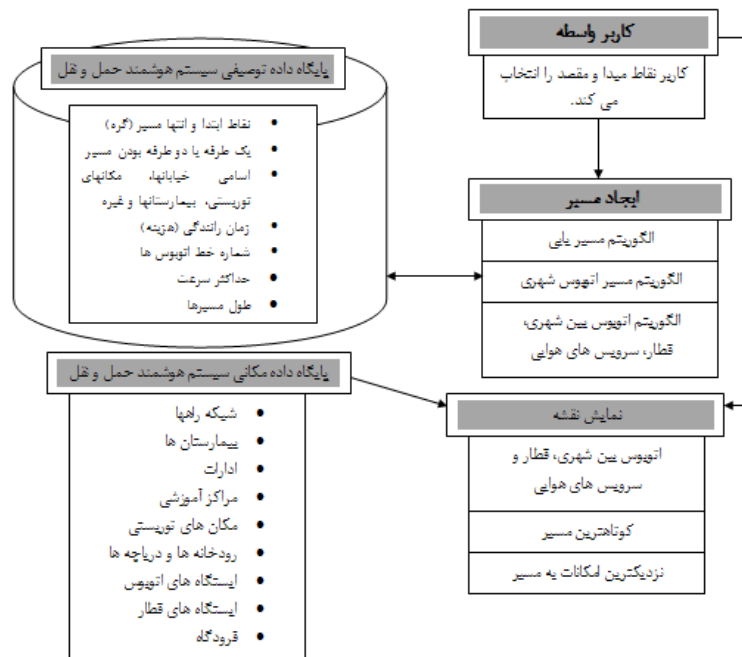 کاربر واسطه
کاربر نقاط مبدا و مقصد را انتخاب
می کند.
ایجاد مسیر
الگوریتم مسیر یابی
الگوریتم مسیر اتوبوس شهری
الگوریتم اتوبوس بین شهری،
قطار، سرویس های هوایی
نمایش نقشه
اتوبوس بین شهری، قطار و
سرویس های هوایی
کوتاهترین مسیر
نزدیکترین امکانات به مسیر
پایگاه داده توصیفی سیستم هوشمند حمل و نقل
• نقاط ابتدا و انتها مسیر (گره)
• یک طرفه یا دو طرفه بودن مسیر
• اسامی خیابانها، مکانهای
توریستی، بیمارستانها و غیره
• زمان رانندگی (هزینه)
• شماره خط اتوبوس ها
• حداکثر سرعت
• طول مسیرها
پایگاه داده مکانی سیستم هوشمند حمل و نقل
• شبکه راهها
• بیمارستان ها
• ادارات
• مراکز آموزشی
• مکان های توریستی
• رودخانه ها و دریاچه ها
• ایستگاه های اتوبوس
• ایستگاه های قطار
• فرودگاه